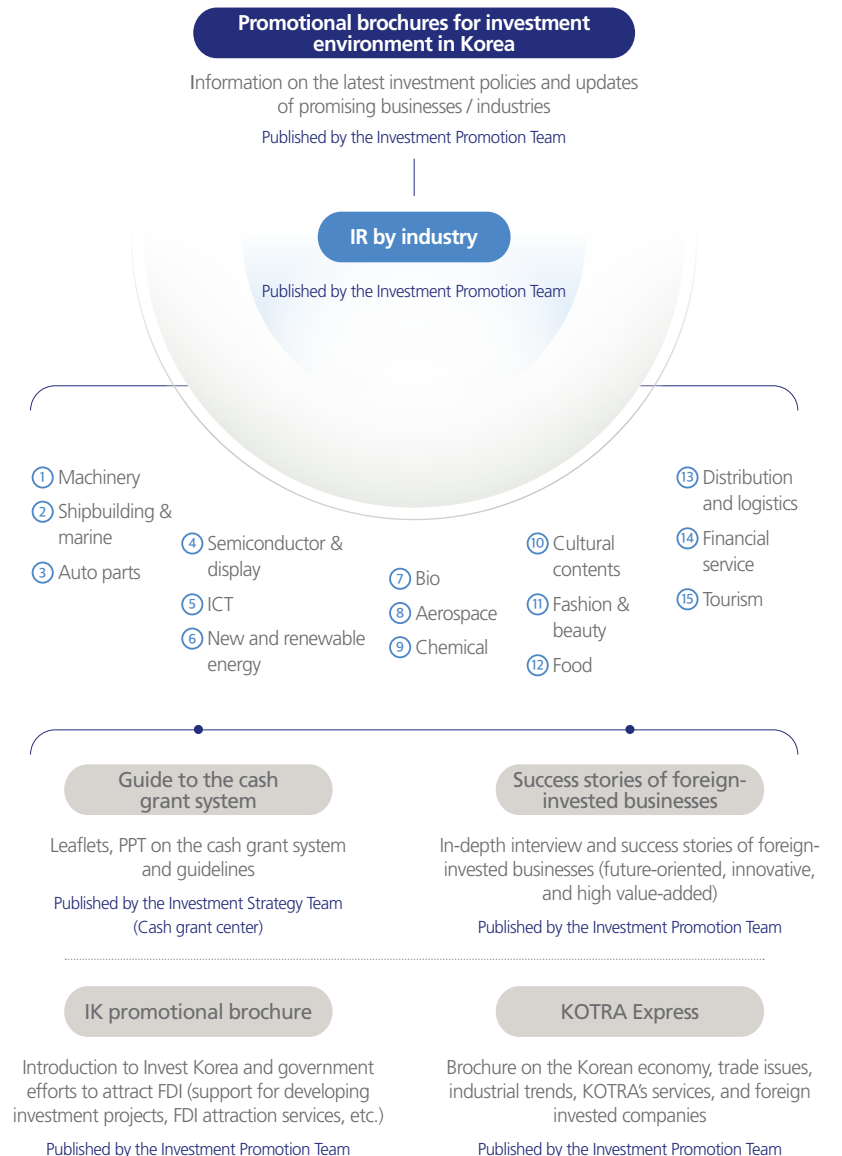 Promotional brochures for investment
environment in Korea
Information on the latest investment policies and updates
of promising businesses / industries
Published by the Investment Promotion Team
IR by industry
Published by the Investment Promotion Team
1 Machinery
2 Shipbuilding &
marine
3 Auto parts
4 Semiconductor &
display
5 ICT
6 New and renewable
energy
7 Bio
8 Aerospace
9 Chemical
10 Cultural
contents
11 Fashion &
beauty
12 Food
13 Distribution
and logistics
14 Financial
service
15 Tourism
Guide to the cash
grant system
Leaflets, PPT on the cash grant system
and guidelines
Published by the Investment Strategy Team
(Cash grant center)
Success stories of foreign-
invested businesses
In-depth interview and success stories of foreign-
invested businesses (future-oriented, innovative,
and high value-added)
Published by the Investment Promotion Team
IK promotional brochure
Introduction to Invest Korea and government
efforts to attract FDI (support for developing
investment projects, FDI attraction services, etc.)
Published by the Investment Promotion Team
KOTRA Express
Brochure on the Korean economy, trade issues,
industrial trends, KOTRA's services, and foreign
invested companies
Published by the Investment Promotion Team